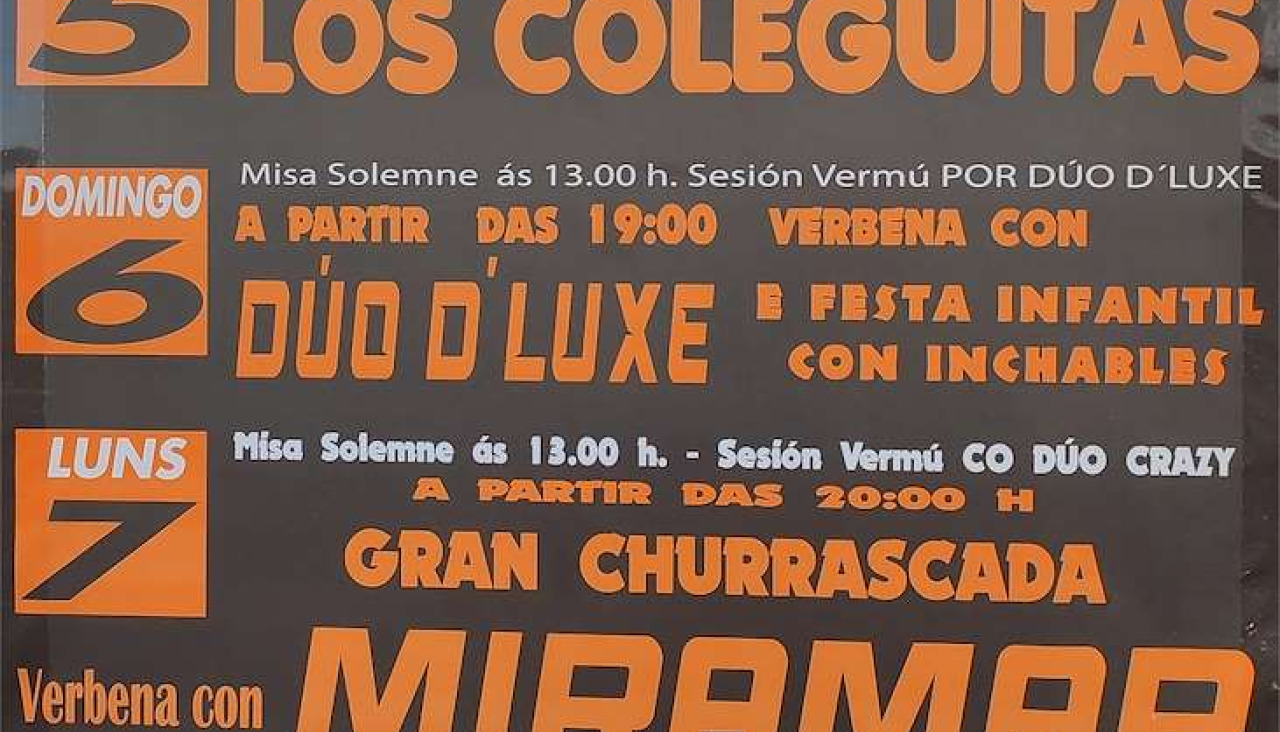 5 LOS COLEGUITAS
DOMINGO
6
Misa Solemne ás 13.00 h. Sesión Vermú POR DÚO D´LUXE
A PARTIR DAS 19:00 VERBENA CON
DÚO D'LUXE
E FESTA INFANTIL
CON INCHABLES
LUNS
7
Misa Solemne ás 13.00 h. - Sesión Vermú CO DÚO CRAZY
A PARTIR DAS 20:00 H
GRAN CHURRASCADA
Verbena con MIRAMAR